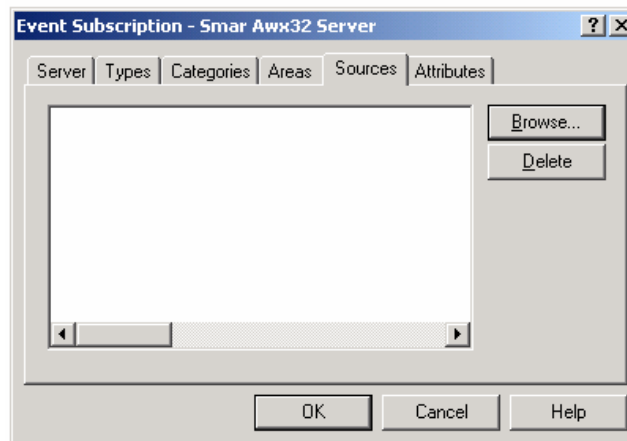 Event Subscription - Smar Awx32 Server
Server Types Categories Areas Sources Attributes
Browse...
Delete
OK Cancel Help